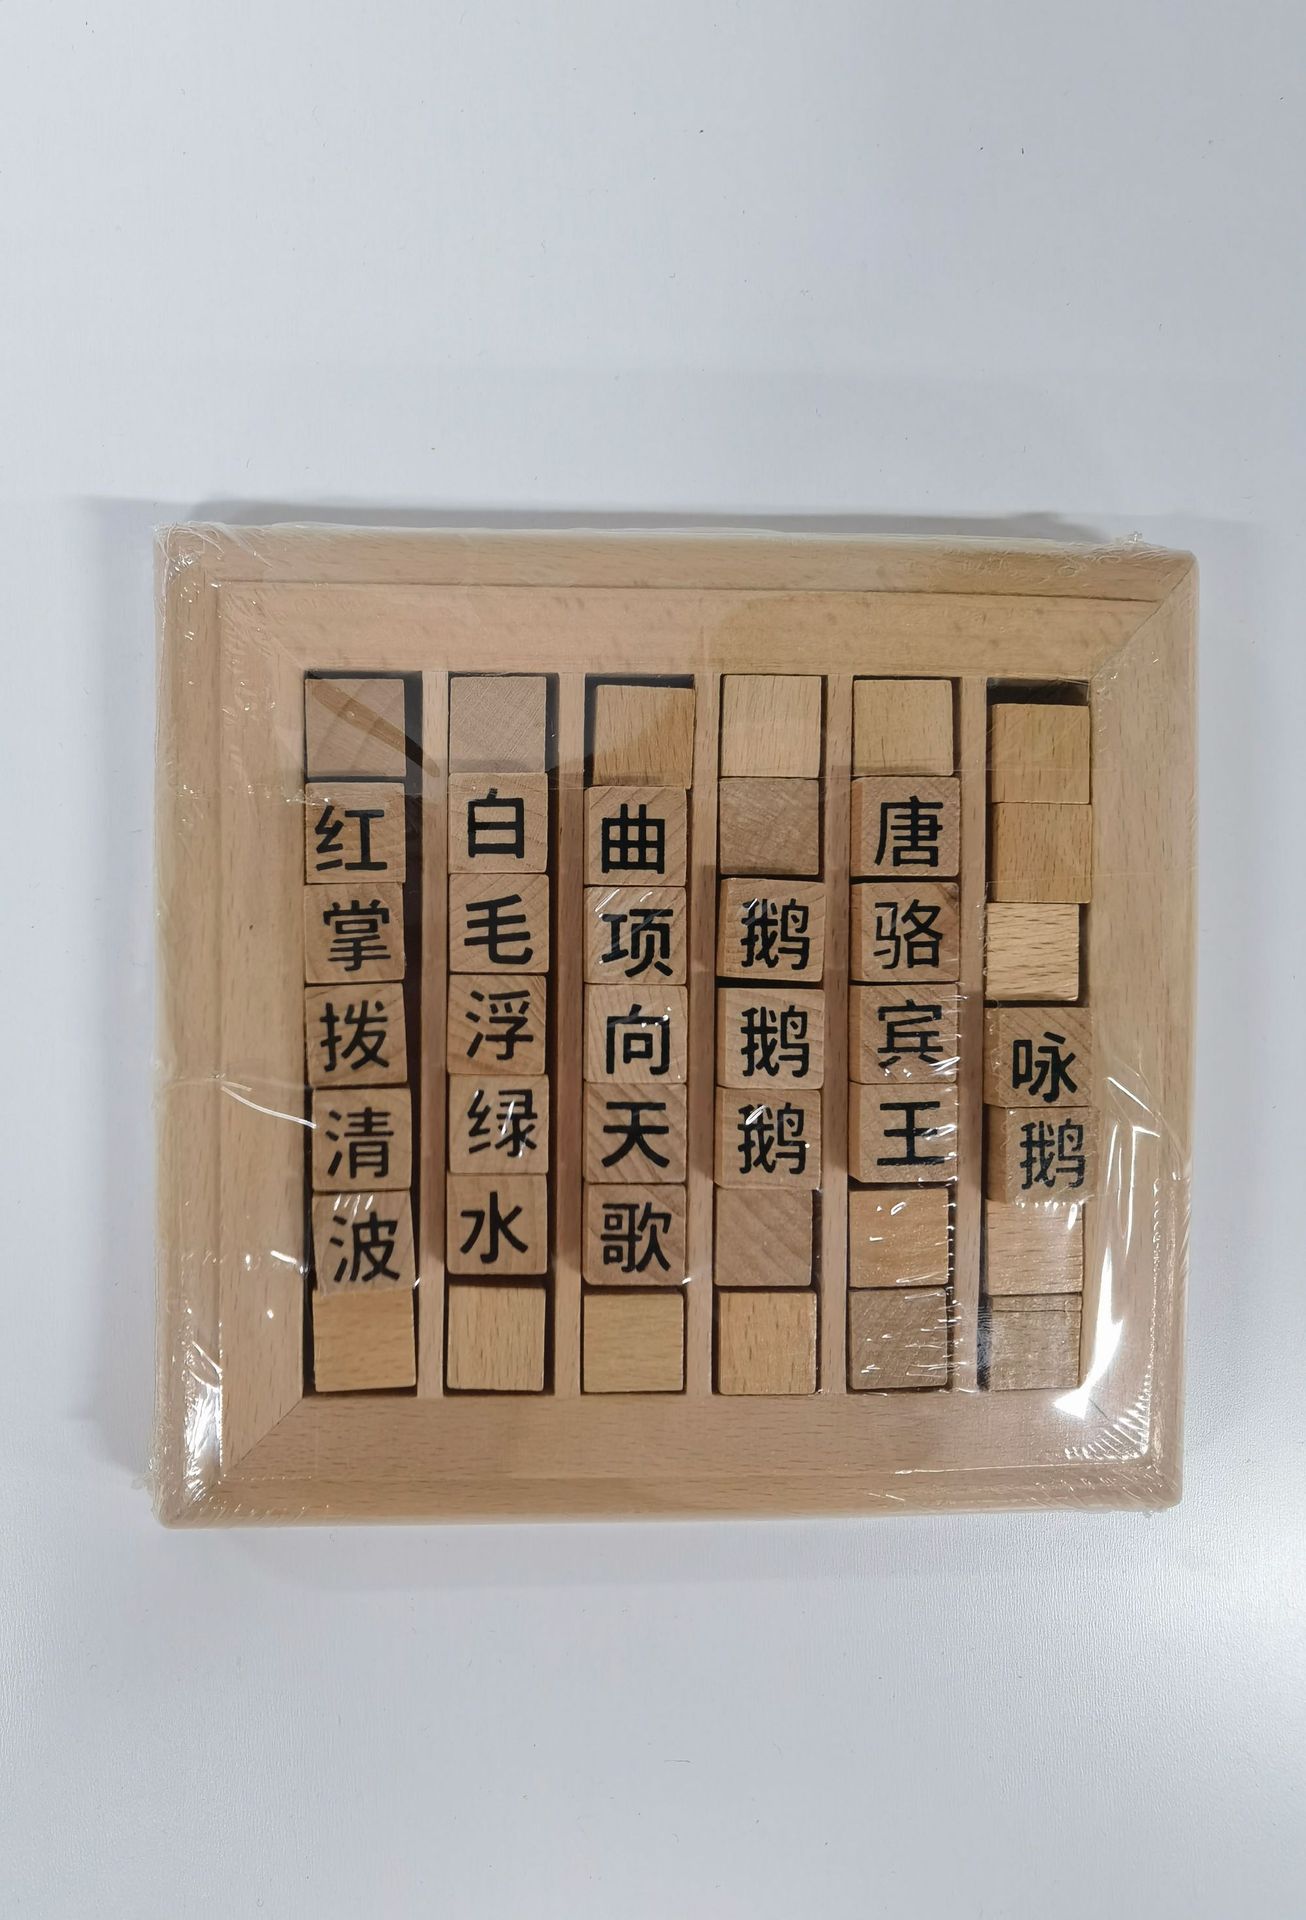 咏鹅
唐骆宾王
鹅鹅鹅
曲项向天歌
白毛浮绿水
红掌拨清波